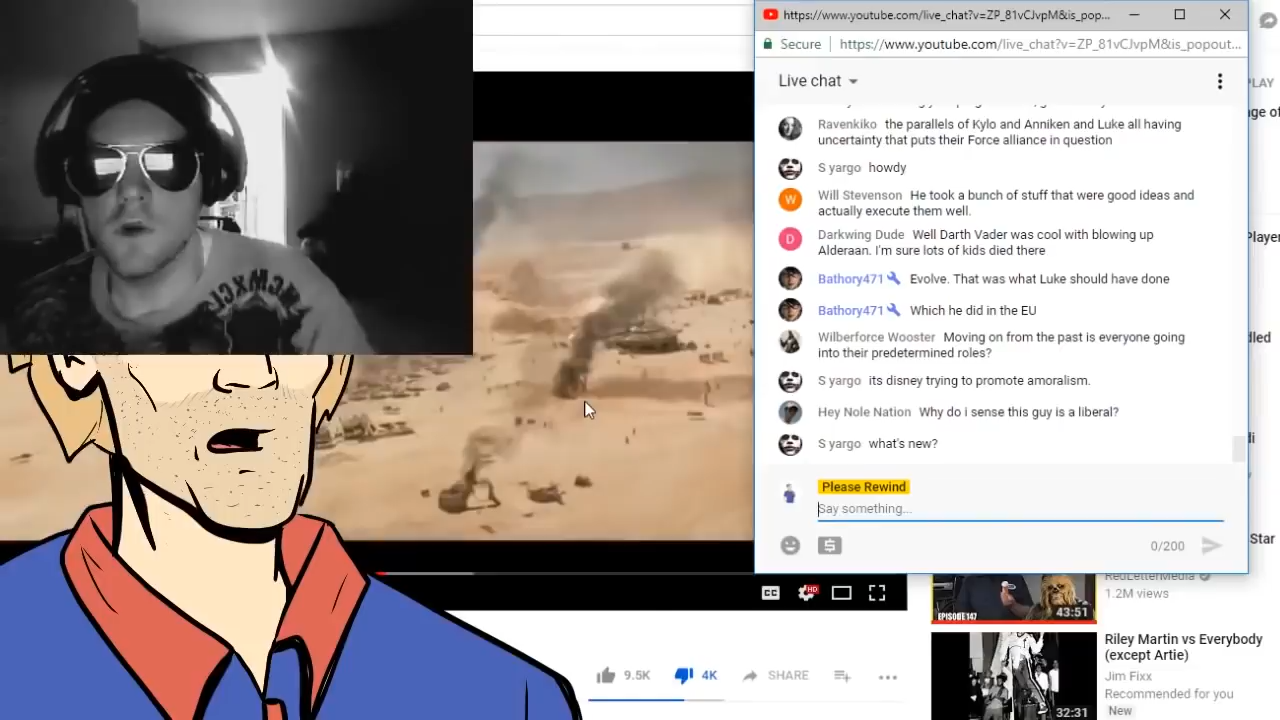 https://www.youtube.com/live_chat?v=ZP_81vCJvpM&is_pop...
Secure
https://www.youtube.com/live_chat?v=ZP_81vCJvpM&is_popout...
Live chat
PLAY
Ravenkiko the parallels of Kylo and Anniken and Luke all having
uncertainty that puts their Force alliance in question
S yargo howdy
W
Will Stevenson He took a bunch of stuff that were good ideas and
actually execute them well.
D
Darkwing Dude Well Darth Vader was cool with blowing up
Alderaan. I'm sure lots of kids died there
Bathory471 Evolve. That was what Luke should have done
Bathory471 Which he did in the EU
Wilberforce Wooster Moving on from the past is everyone going
into their predetermined roles?
S yargo its disney trying to promote amoralism.
Hey Nole Nation Why do i sense this guy is a liberal?
S yargo what's new?
Please Rewind
Say something...
0/200
CC
HD
9.5K
4K
SHARE
RedLetterMedia
1.2M views
EPISODE 147
43:51
Riley Martin vs Everybody
(except Artie)
Jim Fixx
Recommended for you
New
32:31